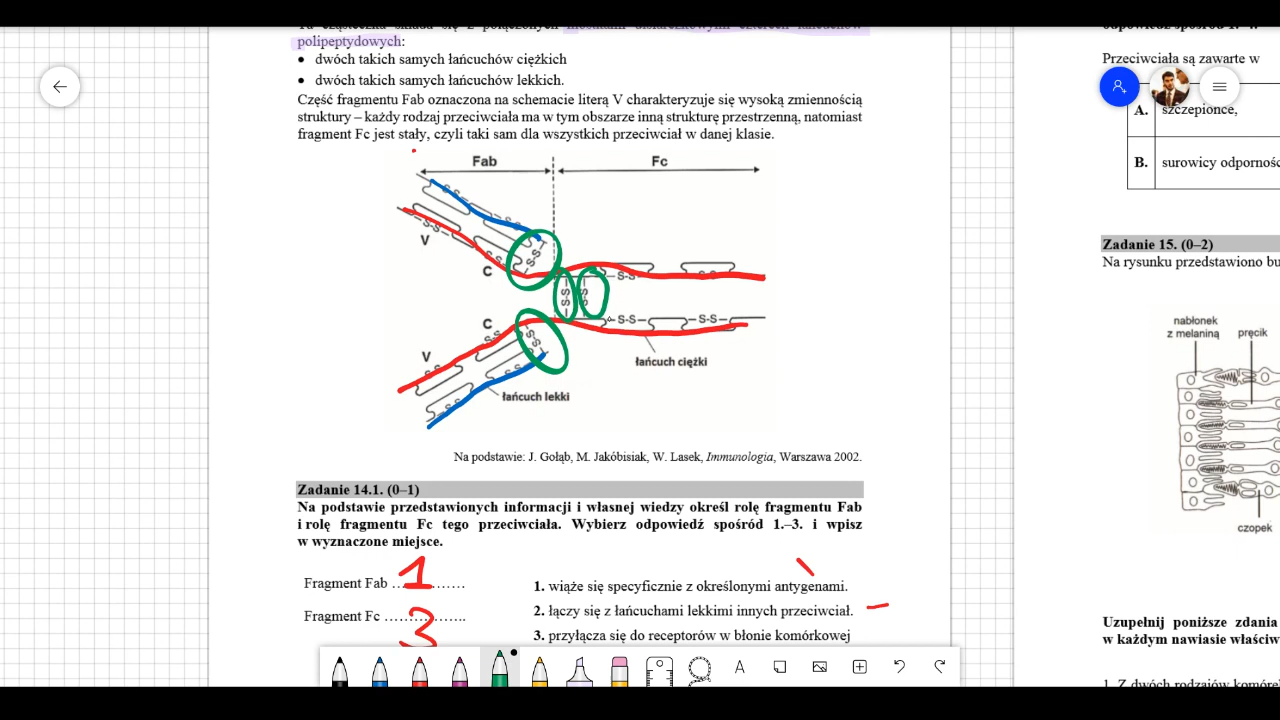 polipeptydowych:
• dwóch takich samych łańcuchów ciężkich
• dwóch takich samych łańcuchów lekkich.
Część fragmentu Fab oznaczona na schemacie literą V charakteryzuje się wysoką zmiennością
struktury – każdy rodzaj przeciwciała ma w tym obszarze inną strukturę przestrzenną, natomiast
fragment Fc jest stały, czyli taki sam dla wszystkich przeciwciał w danej klasie.
Fab
Fc
V
C
S-S
S-S
S-S
S-S
S-S
S-S
C
V
łańcuch ciężki
łańcuch lekki
Na podstawie: J. Gołąb, M. Jakóbisiak, W. Lasek, Immunologia, Warszawa 2002.
Zadanie 14.1. (0–1)
Na podstawie przedstawionych informacji i własnej wiedzy określ rolę fragmentu Fab
i rolę fragmentu Fc tego przeciwciała. Wybierz odpowiedź spośród 1.–3. i wpisz
w wyznaczone miejsce.
Fragment Fab 1
Fragment Fc 3
1. wiąże się specyficznie z określonymi antygenami.
2. łączy się z łańcuchami lekkimi innych przeciwciał.
3. przyłącza się do receptorów w błonie komórkowej
A
Przeciwciała są zawarte w
A. szczepionce,
B. surowicy
Zadanie 15. (0–2)
Na rysunku przedstawiono
nabłonek
z melaniną
pręcik
czopek
Uzupełnij poniższe zdania
w każdym nawiasie
1. Z dwóch rodzajów